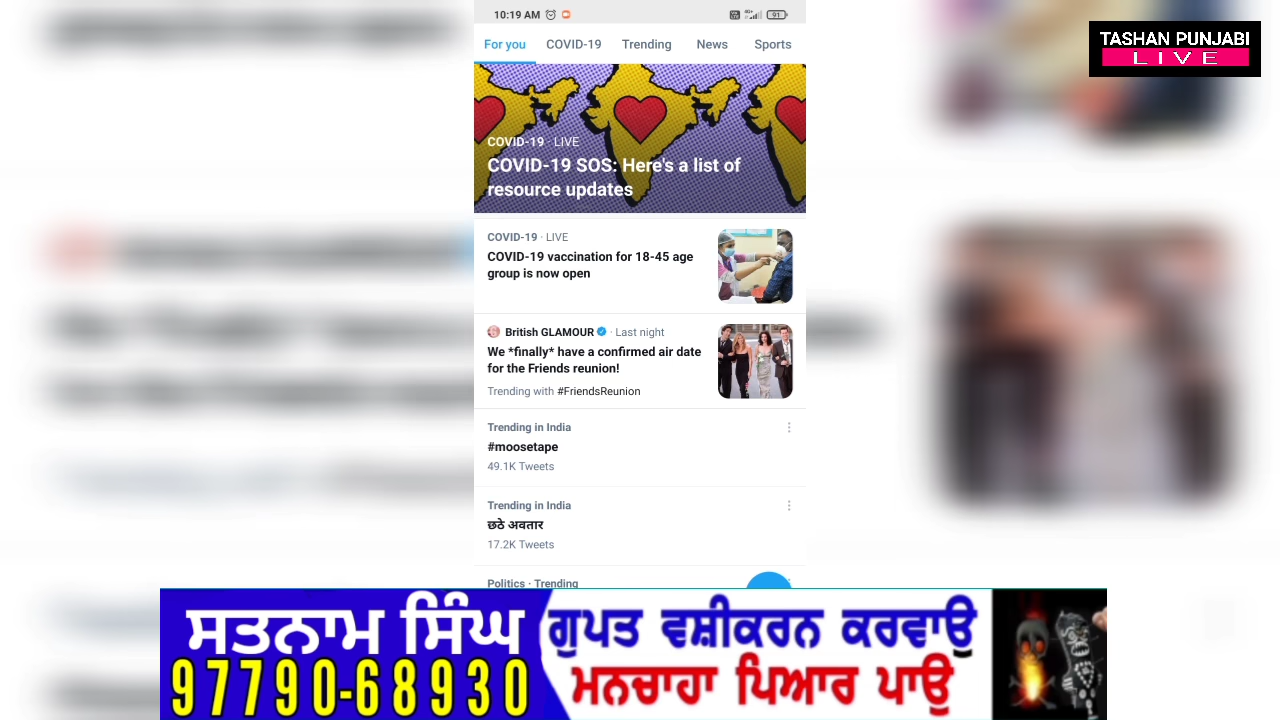 10:19 AM
91
For you COVID-19 Trending News Sports
TASHAN PUNJABI
LIVE
COVID-19 · LIVE
COVID-19 SOS: Here's a list of
resource updates
COVID-19 · LIVE
COVID-19 vaccination for 18-45 age
group is now open
British GLAMOUR · Last night
We *finally* have a confirmed air date
for the Friends reunion!
Trending with #FriendsReunion
Trending in India
#moosetape
49.1K Tweets
Trending in India
छठे अवतार
17.2K Tweets
Politics · Trending
ਸਤਨਾਮ ਸਿੰਘ
97790-68930
ਗੁਪਤ ਵਸ਼ੀਕਰਨ ਕਰਵਾਉ
ਮਨਚਾਹਾ ਪਿਆਰ ਪਾਉ